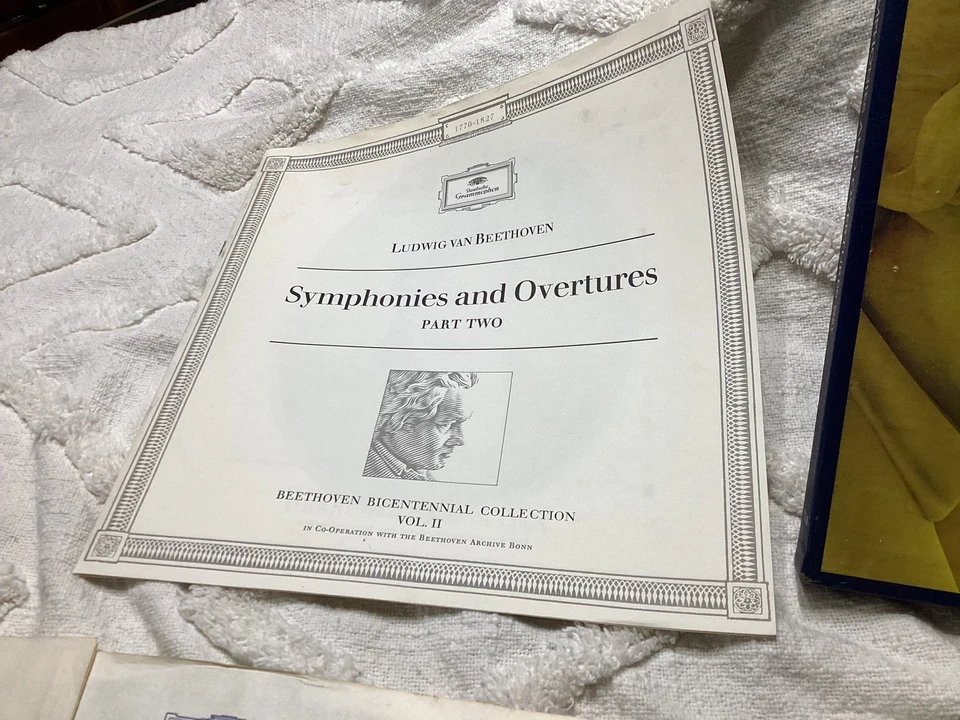 1770-1827
Deutsche
Grammophon
LUDWIG VAN BEETHOVEN
Symphonies and Overtures
PART TWO
BEETHOVEN BICENTENNIAL COLLECTION
VOL. II
IN CO-OPERATION WITH THE BEETHOVEN ARCHIVE BONN